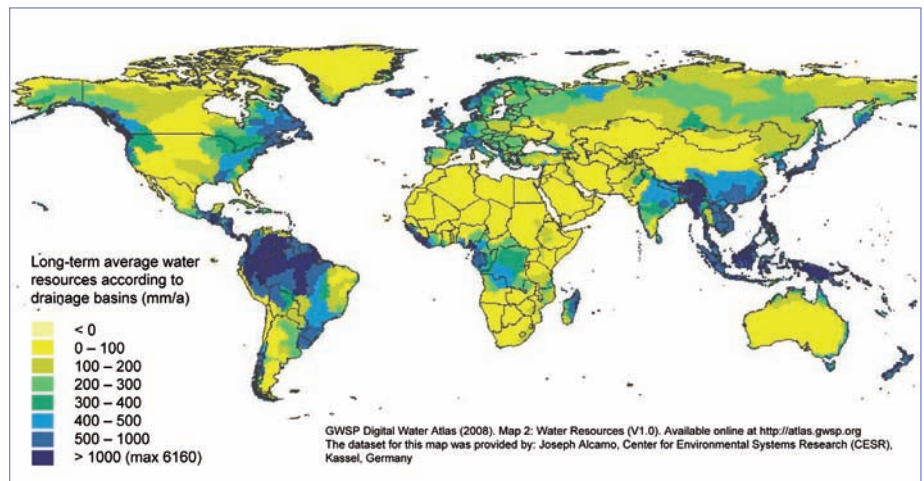 Long-term average water
resources according to
drainage basins (mm/a)
< 0
0 – 100
100 – 200
200 – 300
300 – 400
400 – 500
500 – 1000
> 1000 (max 6160)
GWSP Digital Water Atlas (2008). Map 2: Water Resources (V1.0). Available online at http://atlas.gwsp.org
The dataset for this map was provided by: Joseph Alcamo, Center for Environmental Systems Research (CESR),
Kassel, Germany